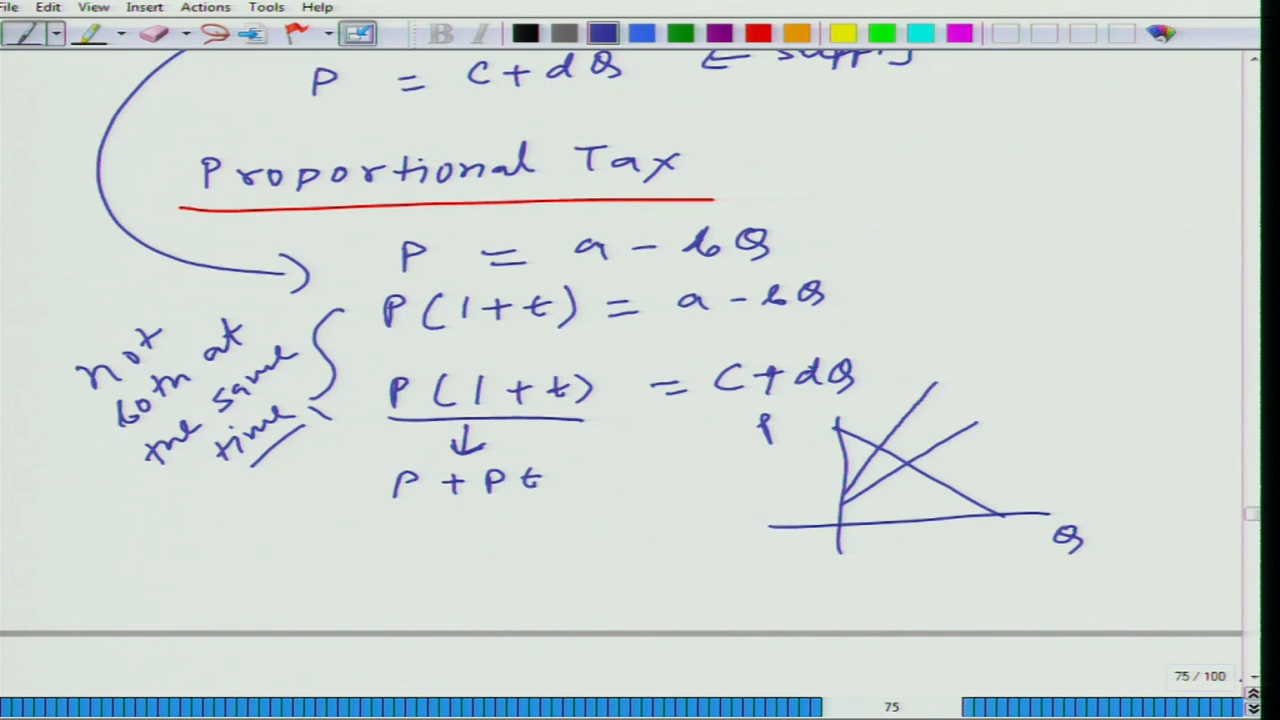 File Edit View Insert Actions Tools Help
B I
P = C + dQ ← supply
Proportional Tax
P = a - bQ
P(1+t) = a - bQ
P(1+t) = C + dQ
not
both at
the same
time
P + Pt
P
Q
75 / 100
75